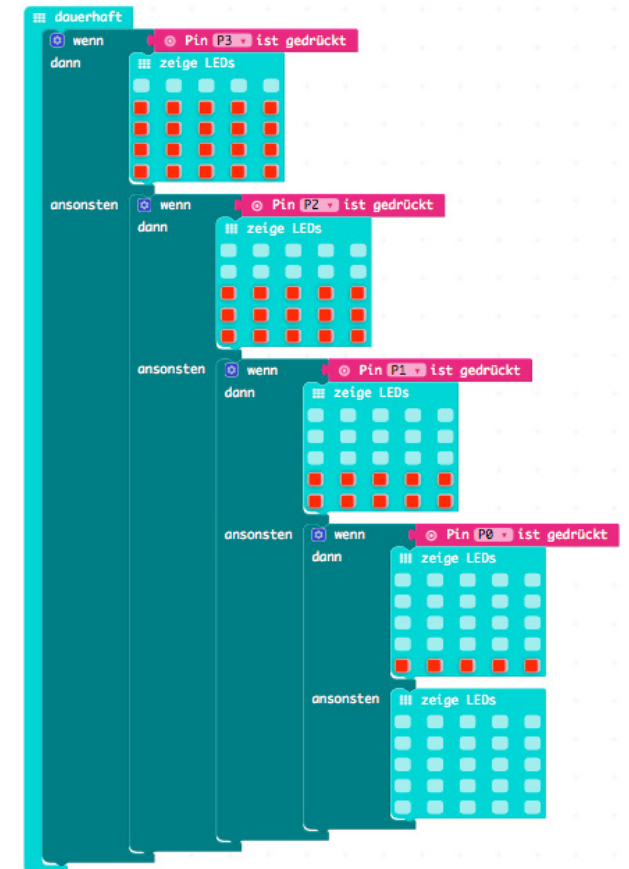 dauerhaft
wenn Pin P3 ist gedrückt
dann zeige LEDs
ansonsten wenn Pin P2 ist gedrückt
dann zeige LEDs
ansonsten wenn Pin P1 ist gedrückt
dann zeige LEDs
ansonsten wenn Pin P0 ist gedrückt
dann zeige LEDs
ansonsten zeige LEDs